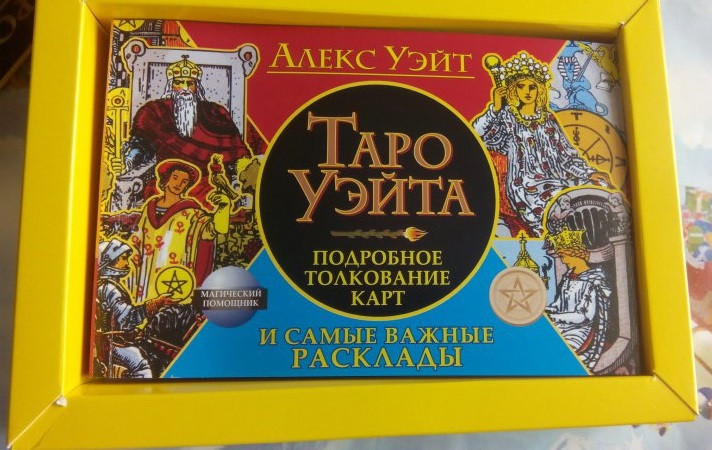 Алекс Уэйт
Таро
Уэйта
подробное
толкование
карт
магический
помощник
и самые важные
расклады